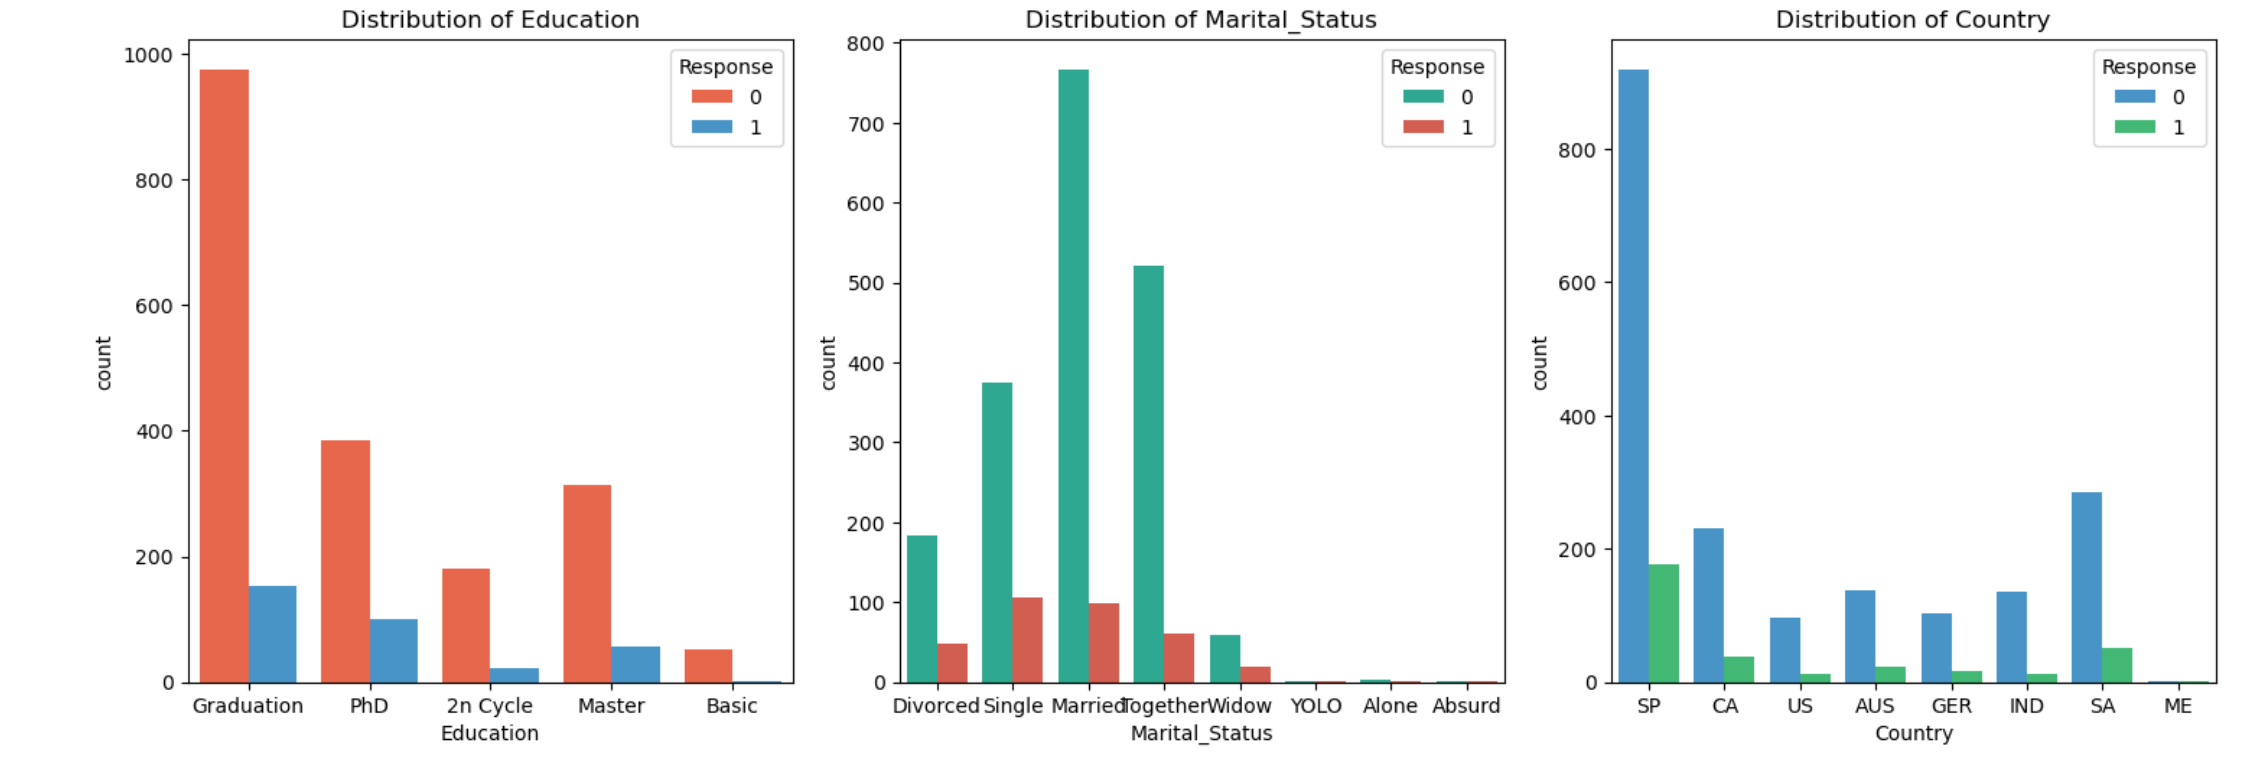 Distribution of Education
1000
800
600
400
200
0
count
Response
0
1
Graduation PhD 2n Cycle Master Basic
Education
Distribution of Marital_Status
800
700
600
500
400
300
200
100
0
count
Response
0
1
Divorced Single Married Together Widow YOLO Alone Absurd
Marital_Status
Distribution of Country
800
600
400
200
0
count
Response
0
1
SP CA US AUS GER IND SA ME
Country